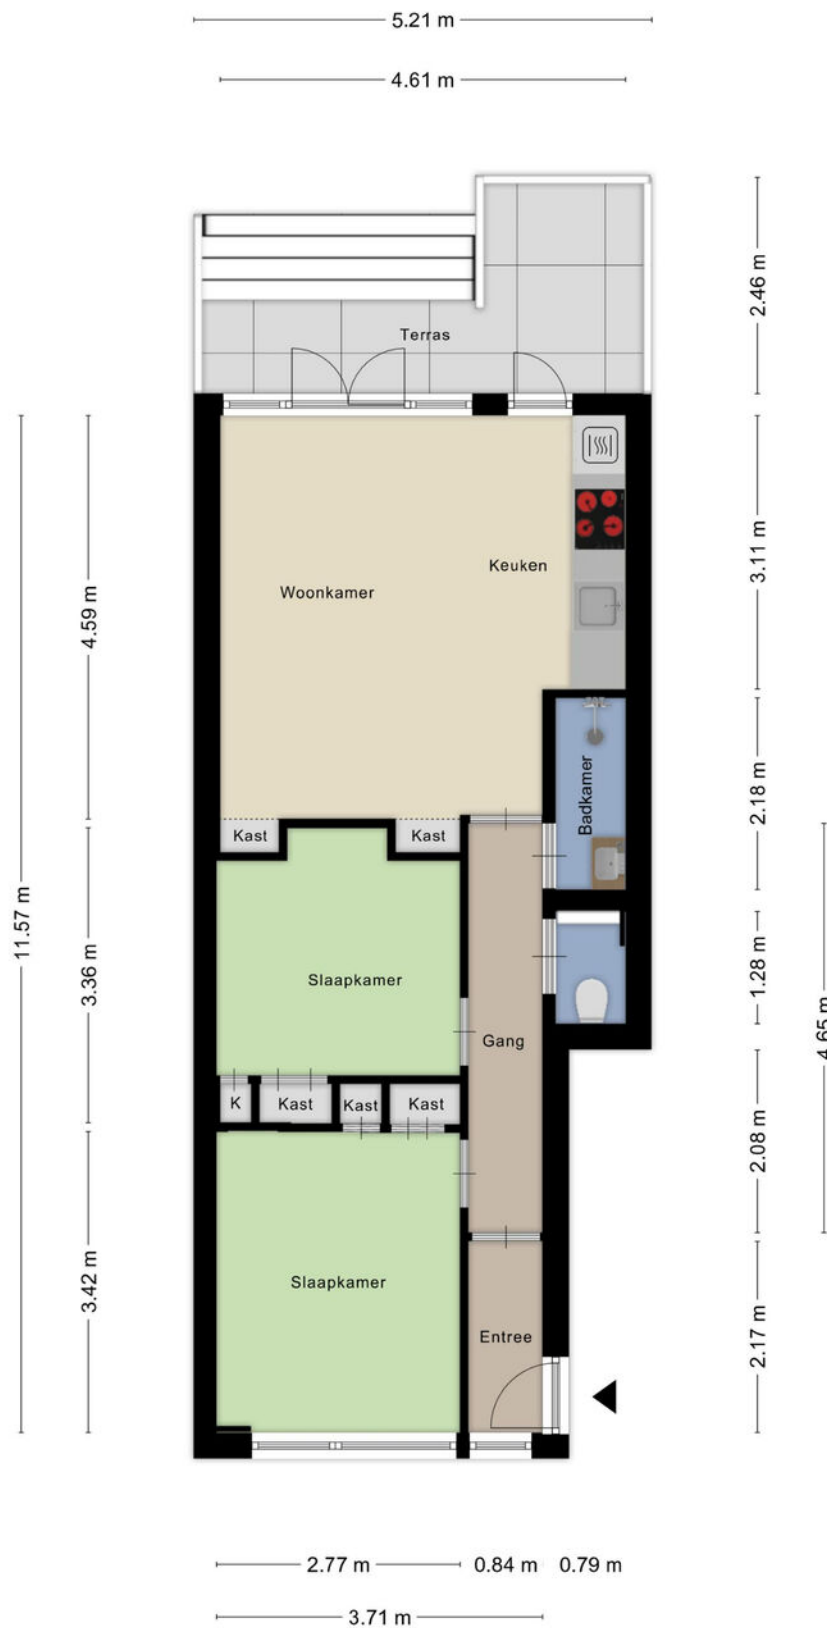 5.21 m
4.61 m
2.46 m
Terras
3.11 m
4.59 m
Keuken
Woonkamer
2.18 m
Badkamer
Kast
Kast
11.57 m
3.36 m
1.28 m
Slaapkamer
4.65 m
Gang
K
Kast
Kast
Kast
2.08 m
3.42 m
Slaapkamer
2.17 m
Entree
2.77 m
0.84 m
0.79 m
3.71 m